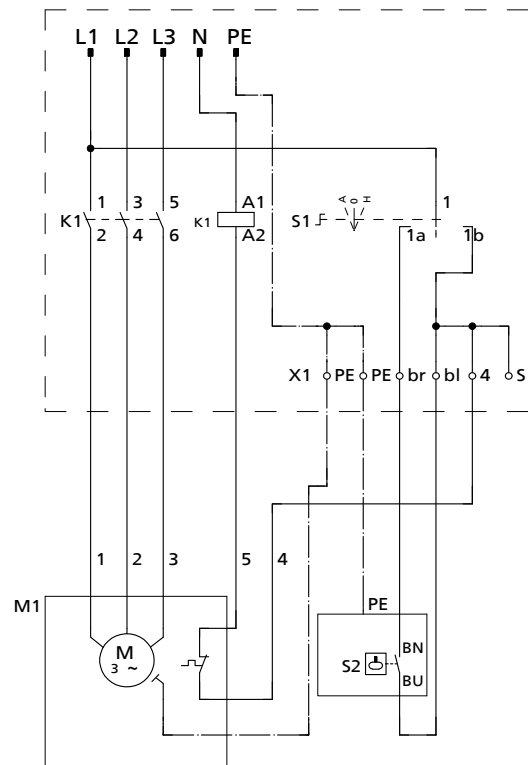 L1 L2 L3 N PE
1 3 5 A1 A 0 H 1
K1 K1 S1
2 4 6 A2 1a 1b
X1 PE PE br bl 4 S
1 2 3 5 4
M1 PE
M
3 ~
BN
S2
BU